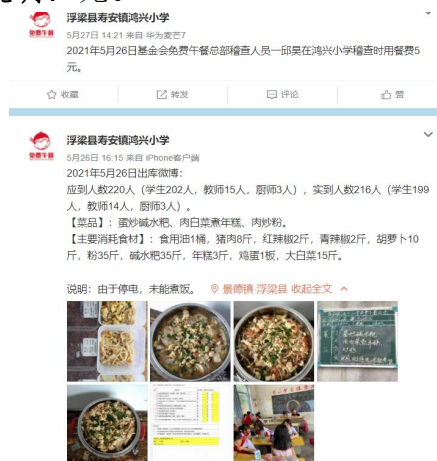 浮梁县寿安镇鸿兴小学
5月27日 14:21 来自 华为麦芒7
免费午餐
2021年5月26日基金会免费午餐总部稽查人员一邱昊在鸿兴小学稽查时用餐费5
元。
收藏 转发 评论 赞
浮梁县寿安镇鸿兴小学
免费午餐
5月26日 16:15 来自 iPhone客户端
2021年5月26日出库微博：
应到人数220人（学生202人，教师15人，厨师3人），实到人数216人（学生199
人，教师14人，厨师3人）。
【菜品】：蛋炒碱水粑、肉白菜煮年糕、肉炒粉。
【主要消耗食材】：食用油1桶，猪肉8斤，红辣椒2斤，青辣椒2斤，胡萝卜10
斤，粉35斤，碱水粑35斤，年糕3斤，鸡蛋1板，大白菜15斤。
说明：由于停电，未能煮饭。 景德镇·浮梁县 收起全文